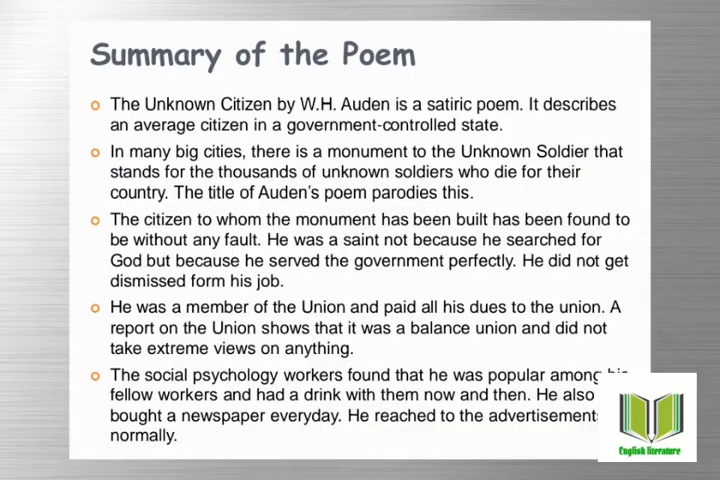 Summary of the Poem
The Unknown Citizen by W.H. Auden is a satiric poem. It describes
an average citizen in a government-controlled state.
In many big cities, there is a monument to the Unknown Soldier that
stands for the thousands of unknown soldiers who die for their
country. The title of Auden's poem parodies this.
The citizen to whom the monument has been built has been found to
be without any fault. He was a saint not because he searched for
God but because he served the government perfectly. He did not get
dismissed form his job.
He was a member of the Union and paid all his dues to the union. A
report on the Union shows that it was a balance union and did not
take extreme views on anything.
The social psychology workers found that he was popular among
fellow workers and had a drink with them now and then. He also
bought a newspaper everyday. He reached to the advertisements
normally.
English literature